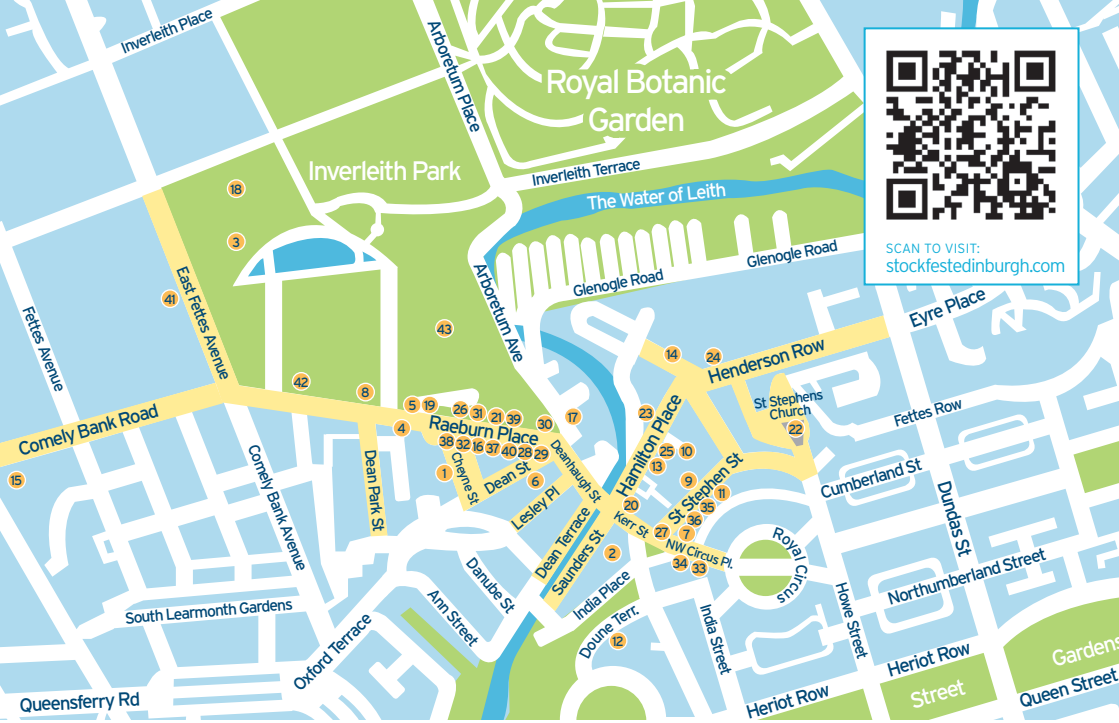 Inverleith Place
Arboretum Place
Royal Botanic
Garden
Inverleith Park
Inverleith Terrace
The Water of Leith
SCAN TO VISIT:
stockfestedinburgh.com
18
3
41
East Fettes Avenue
Fettes Avenue
Arboretum Ave
Glenogle Road
Glenogle Road
Eyre Place
43
14
24
Henderson Row
42
8
St Stephens
Church
22
Fettes Row
Comely Bank Road
15
5
19
26
31
21
39
30
17
23
4
Raeburn Place
38
32
16
37
40
28
29
Hamilton Place
25
10
13
1
Cheyne St
Dean St
6
Deanhaugh St
Lesley Pl
Dean Park St
Comely Bank Avenue
9
11
St Stephen St
35
36
20
Kerr St
27
7
NW Circus Pl.
34
33
2
Cumberland St
Dundas St
Royal Circus
Howe Street
Northumberland Street
Dean Terrace
Saunders St
India Place
Doune Terr.
12
India Street
Danube St
Ann Street
South Learmonth Gardens
Oxford Terrace
Queensferry Rd
Heriot Row
Heriot Row
Street
Gardens
Queen Street